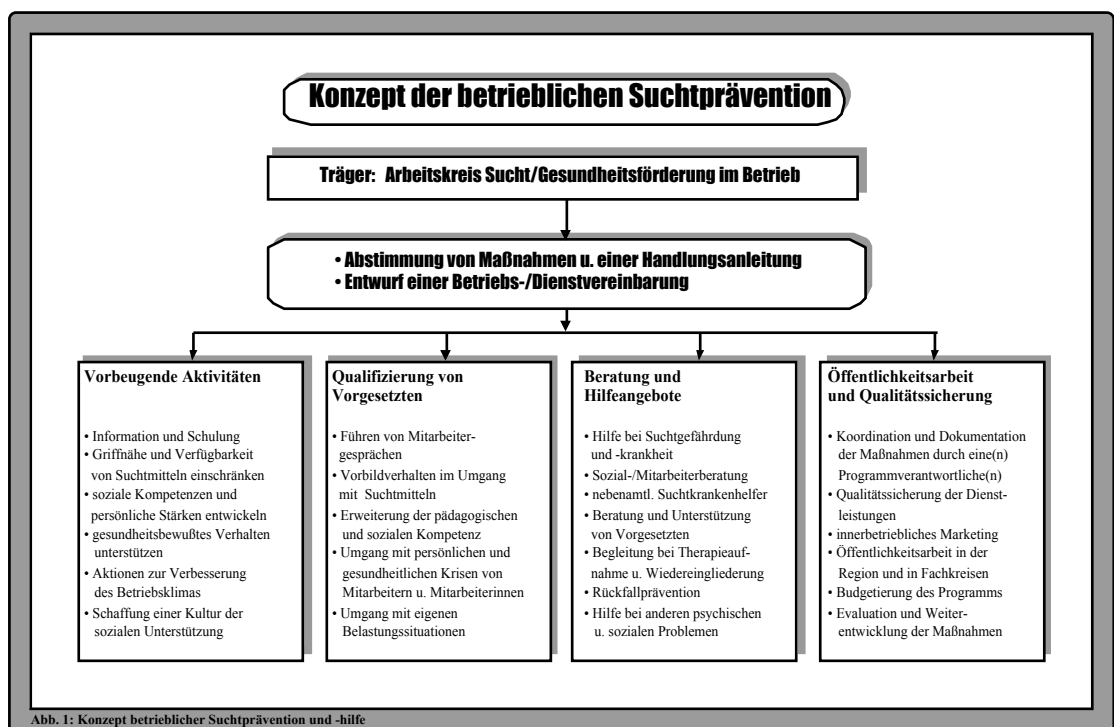 Konzept der betrieblichen Suchtprävention
Träger: Arbeitskreis Sucht/Gesundheitsförderung im Betrieb
• Abstimmung von Maßnahmen u. einer Handlungsanleitung
• Entwurf einer Betriebs-/Dienstvereinbarung
Vorbeugende Aktivitäten
• Information und Schulung
• Griffnähe und Verfügbarkeit
von Suchtmitteln einschränken
• soziale Kompetenzen und
persönliche Stärken entwickeln
• gesundheitsbewußtes Verhalten
unterstützen
• Aktionen zur Verbesserung
des Betriebsklimas
• Schaffung einer Kultur der
sozialen Unterstützung
Qualifizierung von
Vorgesetzten
• Führen von Mitarbeiter-
gesprächen
• Vorbildverhalten im Umgang
mit Suchtmitteln
• Erweiterung der pädagogischen
und sozialen Kompetenz
• Umgang mit persönlichen und
gesundheitlichen Krisen von
Mitarbeitern u. Mitarbeiterinnen
• Umgang mit eigenen
Belastungssituationen
Beratung und
Hilfeangebote
• Hilfe bei Suchtgefährdung
und -krankheit
• Sozial-/Mitarbeiterberatung
• nebenamtl. Suchtkrankenhelfer
• Beratung und Unterstützung
von Vorgesetzten
• Begleitung bei Therapieauf-
nahme u. Wiedereingliederung
• Rückfallprävention
• Hilfe bei anderen psychischen
u. sozialen Problemen
Öffentlichkeitsarbeit
und Qualitätssicherung
• Koordination und Dokumentation
der Maßnahmen durch eine(n)
Programmverantwortliche(n)
• Qualitätssicherung der Dienst-
leistungen
• innerbetriebliches Marketing
• Öffentlichkeitsarbeit in der
Region und in Fachkreisen
• Budgetierung des Programms
• Evaluation und Weiter-
entwicklung der Maßnahmen
Abb. 1: Konzept betrieblicher Suchtprävention und -hilfe